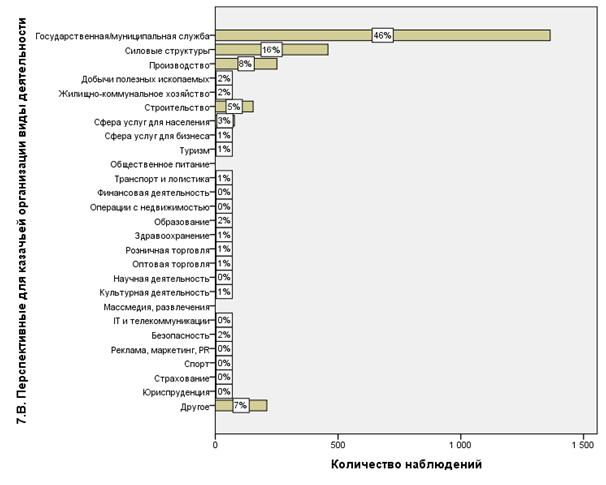 7.В. Перспективные для казачьей организации виды деятельности
Государственная/муниципальная служба 46%
Силовые структуры 16%
Производство 8%
Добычи полезных ископаемых 2%
Жилищно-коммунальное хозяйство 2%
Строительство 5%
Сфера услуг для населения 3%
Сфера услуг для бизнеса 1%
Туризм 1%
Общественное питание
Транспорт и логистика 1%
Финансовая деятельность 0%
Операции с недвижимостью 0%
Образование 2%
Здравоохранение 1%
Розничная торговля 1%
Оптовая торговля 1%
Научная деятельность 0%
Культурная деятельность 1%
Массмедия, развлечения
IT и телекоммуникации 0%
Безопасность 2%
Реклама, маркетинг, PR 0%
Спорт 0%
Страхование 0%
Юриспруденция 0%
Другое 7%
0 500 1 000 1 500
Количество наблюдений